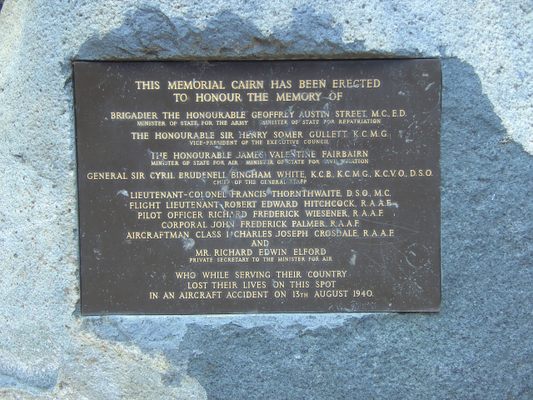 THIS MEMORIAL CAIRN HAS BEEN ERECTED
TO HONOUR THE MEMORY OF
BRIGADIER THE HONOURABLE GEOFFREY AUSTIN STREET, M.C., E.D.
MINISTER OF STATE FOR THE ARMY MINISTER OF STATE FOR REPATRIATION
THE HONOURABLE SIR HENRY SOMER GULLETT, K.C.M.G.
VICE-PRESIDENT OF THE EXECUTIVE COUNCIL
THE HONOURABLE JAMES VALENTINE FAIRBAIRN
MINISTER OF STATE FOR AIR MINISTER OF STATE FOR CIVIL AVIATION
GENERAL SIR CYRIL BRUDENELL BINGHAM WHITE, K.C.B., K.C.M.G., K.C.V.O., D.S.O.
CHIEF OF THE GENERAL STAFF
LIEUTENANT-COLONEL FRANCIS THORNTHWAITE, D.S.O., M.C.
FLIGHT LIEUTENANT ROBERT EDWARD HITCHCOCK, R.A.A.F.
PILOT OFFICER RICHARD FREDERICK WIESENER, R.A.A.F.
CORPORAL JOHN FREDERICK PALMER, R.A.A.F.
AIRCRAFTMAN, CLASS 1 CHARLES JOSEPH CROSDALE, R.A.A.F.
AND
MR. RICHARD EDWIN ELFORD
PRIVATE SECRETARY TO THE MINISTER FOR AIR
WHO WHILE SERVING THEIR COUNTRY
LOST THEIR LIVES ON THIS SPOT
IN AN AIRCRAFT ACCIDENT ON 13TH AUGUST 1940.